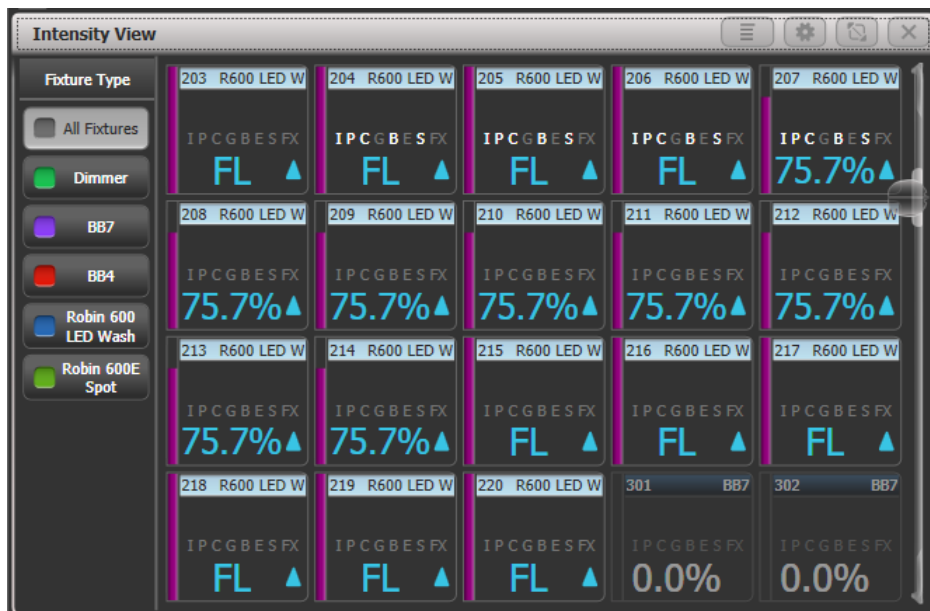 Intensity View
Fixture Type
All Fixtures
Dimmer
BB7
BB4
Robin 600
LED Wash
Robin 600E
Spot
203 R600 LED W
IPCGBESFX
FL
204 R600 LED W
IPCGBESFX
FL
205 R600 LED W
IPCGBESFX
FL
206 R600 LED W
IPCGBESFX
FL
207 R600 LED W
IPCGBESFX
75.7%
208 R600 LED W
IPCGBESFX
75.7%
209 R600 LED W
IPCGBESFX
75.7%
210 R600 LED W
IPCGBESFX
75.7%
211 R600 LED W
IPCGBESFX
75.7%
212 R600 LED W
IPCGBESFX
75.7%
213 R600 LED W
IPCGBESFX
75.7%
214 R600 LED W
IPCGBESFX
75.7%
215 R600 LED W
IPCGBESFX
FL
216 R600 LED W
IPCGBESFX
FL
217 R600 LED W
IPCGBESFX
FL
218 R600 LED W
IPCGBESFX
FL
219 R600 LED W
IPCGBESFX
FL
220 R600 LED W
IPCGBESFX
FL
301 BB7
IPCGBESFX
0.0%
302 BB7
IPCGBESFX
0.0%